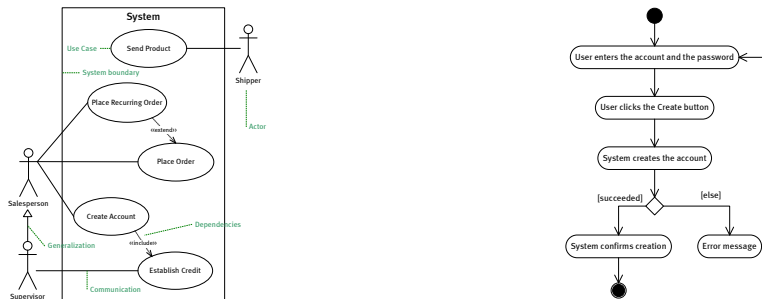 System
Use Case
Send Product
System boundary
Shipper
Place Recurring Order
<<extend>>
Actor
Place Order
Salesperson
Create Account
Dependencies
<<include>>
Generalization
Establish Credit
Communication
Supervisor
User enters the account and the password
User clicks the Create button
System creates the account
[succeeded]
[else]
System confirms creation
Error message